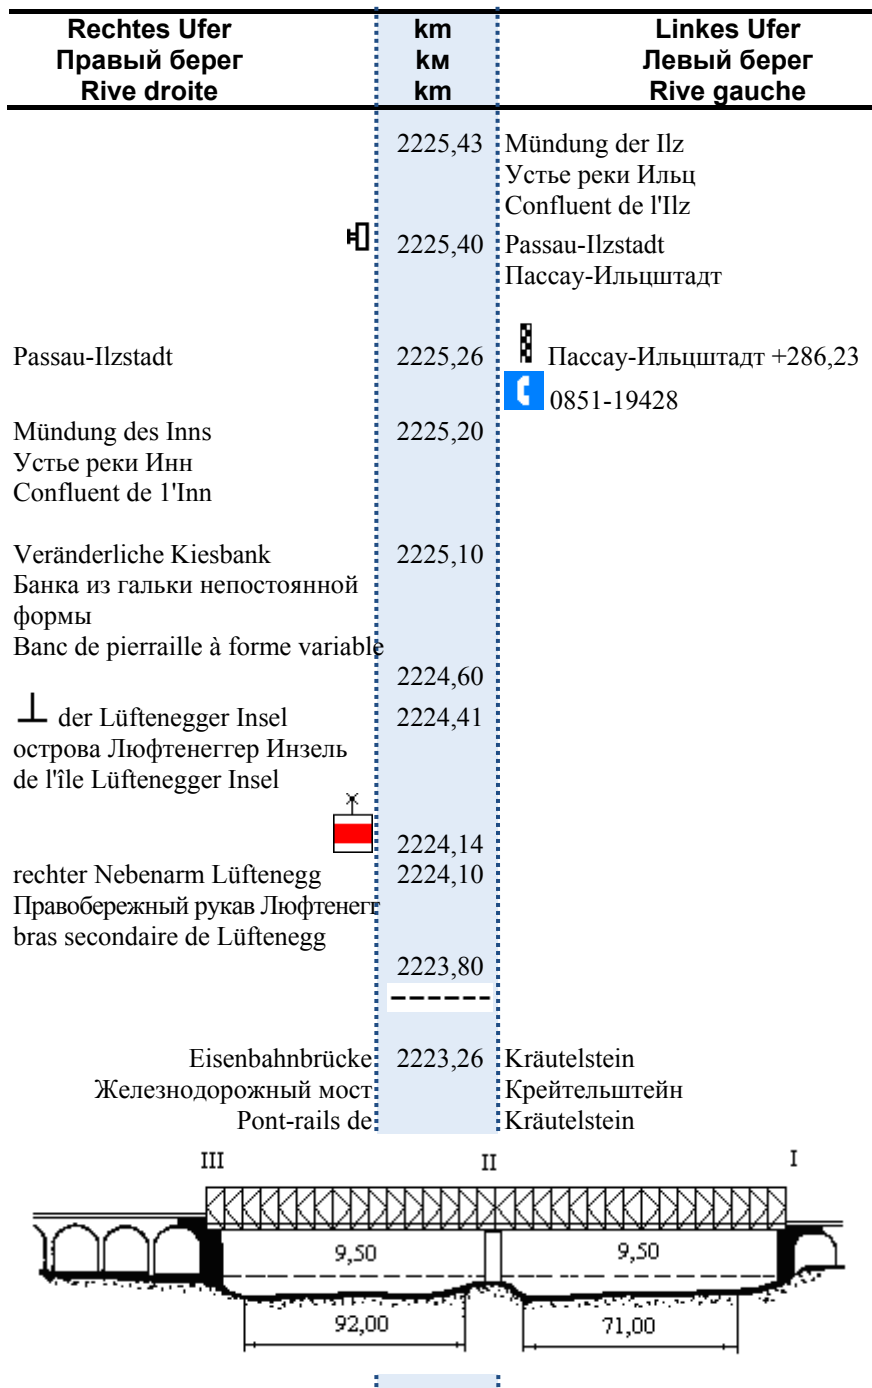 Rechtes Ufer km Linkes Ufer
Правый берег км Левый берег
Rive droite km Rive gauche
2225,43 Mündung der Ilz
Устье реки Ильц
Confluent de l'Ilz
2225,40 Passau-Ilzstadt
Пассау-Ильцштадт
Passau-Ilzstadt 2225,26 Пассау-Ильцштадт +286,23
0851-19428
Mündung des Inns 2225,20
Устье реки Инн
Confluent de 1'Inn
Veränderliche Kiesbank 2225,10
Банка из гальки непостоянной
формы
Banc de pierraille à forme variable
2224,60
der Lüftenegger Insel 2224,41
острова Люфтенеггер Инзель
de l'île Lüftenegger Insel
2224,14
rechter Nebenarm Lüftenegg 2224,10
Правобережный рукав Люфтенегг
bras secondaire de Lüftenegg
2223,80
Eisenbahnbrücke 2223,26 Kräutelstein
Железнодорожный мост Крейтельштейн
Pont-rails de Kräutelstein
III II I
9,50 9,50
92,00 71,00